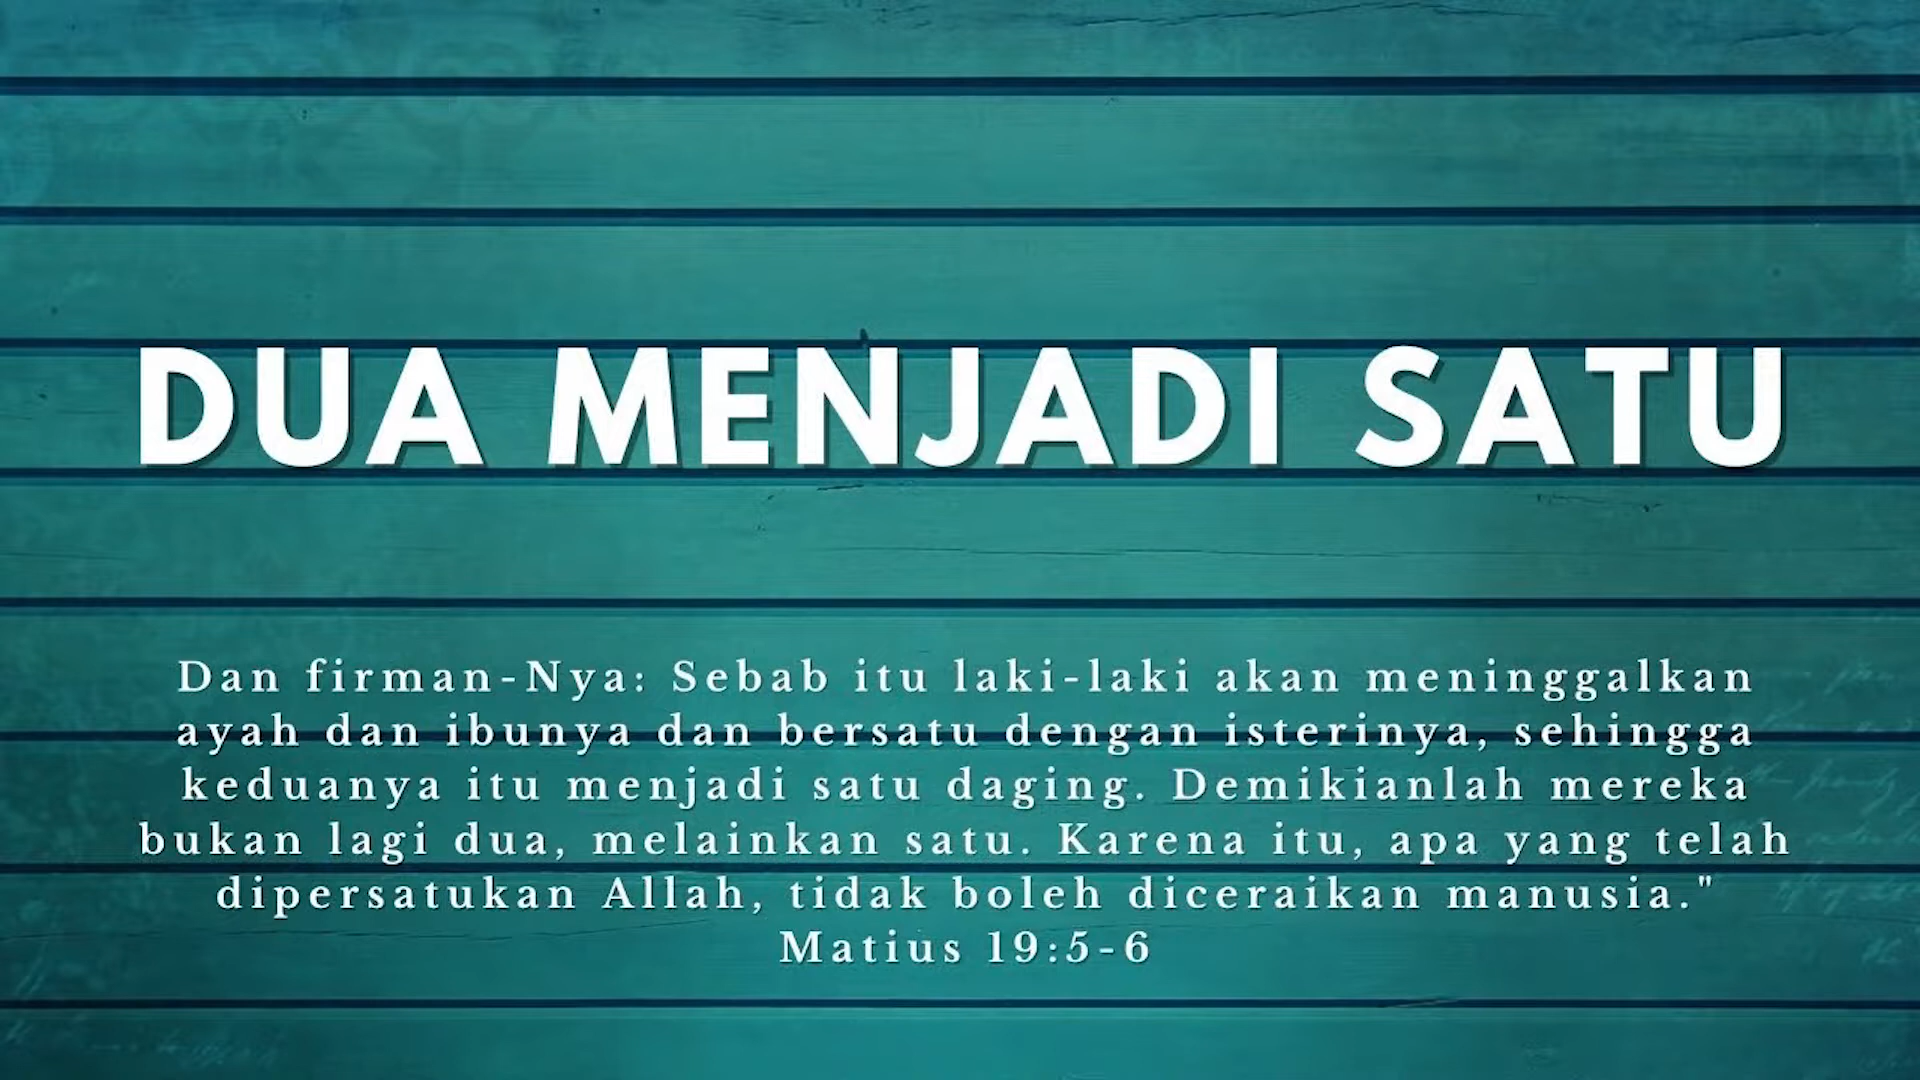 DUA MENJADI SATU
Dan firman-Nya: Sebab itu laki-laki akan meninggalkan
ayah dan ibunya dan bersatu dengan isterinya, sehingga
keduanya itu menjadi satu daging. Demikianlah mereka
bukan lagi dua, melainkan satu. Karena itu, apa yang telah
dipersatukan Allah, tidak boleh diceraikan manusia."
Matius 19:5-6